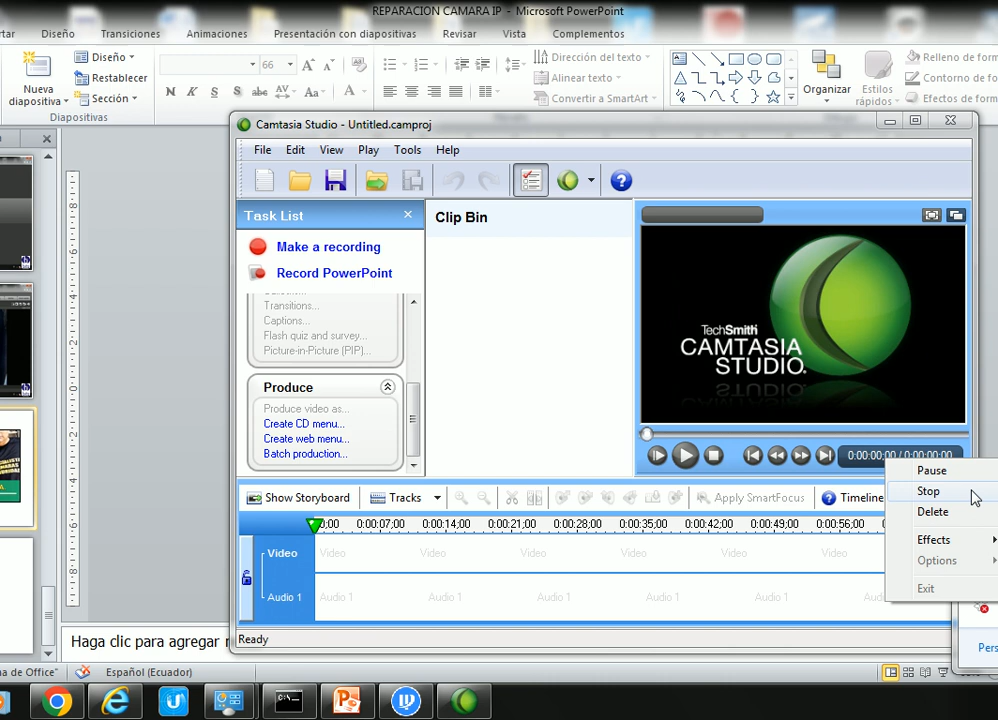 REPARACION CAMARA IP - Microsoft PowerPoint
Diseño Transiciones Animaciones Presentación con diapositivas Revisar Vista Complementos
Nueva diapositiva
Diseño
Restablecer
Sección
Diapositivas
66
N K S S abc AV Aa A
Dirección del texto
Alinear texto
Convertir a SmartArt
Organizar
Estilos rápidos
Relleno de form
Contorno de form
Efectos de form
Camtasia Studio - Untitled.camproj
File Edit View Play Tools Help
Task List
Make a recording
Record PowerPoint
Transitions...
Captions...
Flash quiz and survey...
Picture-in-Picture (PIP)...
Produce
Produce video as...
Create CD menu...
Create web menu...
Batch production...
Clip Bin
TechSmith
CAMTASIA
STUDIO
0:00:00;00 / 0:00:00;00
Show Storyboard Tracks Apply SmartFocus Timeline
0;00 0:00:07;00 0:00:14;00 0:00:21;00 0:00:28;00 0:00:35;00 0:00:42;00 0:00:49;00 0:00:56;00
Video Video Video Video Video Video Video
Audio 1 Audio 1 Audio 1 Audio 1 Audio 1 Audio 1 Audio 1
Ready
Pause
Stop
Delete
Effects
Options
Exit
Pers
Haga clic para agregar
a de Office" Español (Ecuador)